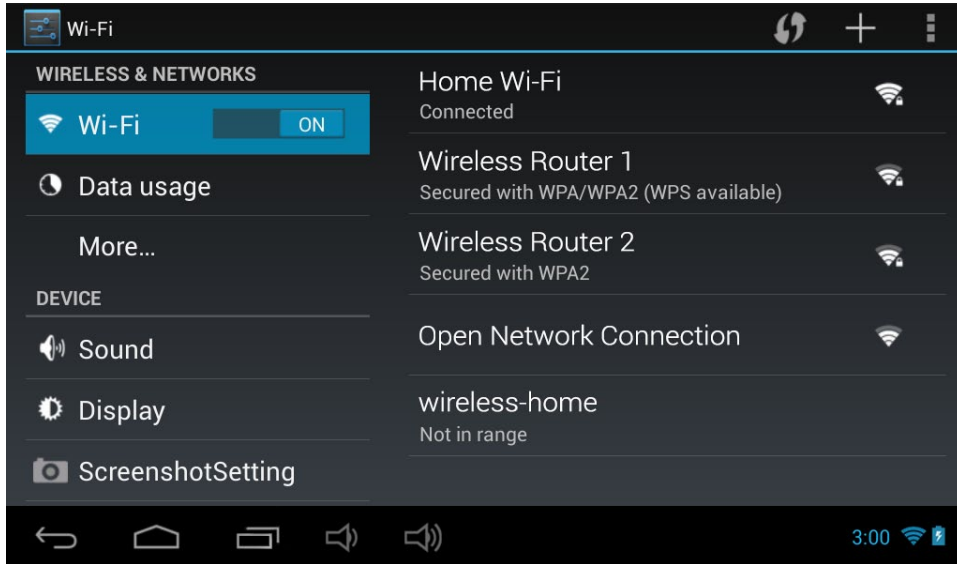 Wi-Fi
WIRELESS & NETWORKS
Wi-Fi
ON
Data usage
More...
DEVICE
Sound
Display
ScreenshotSetting
Home Wi-Fi
Connected
Wireless Router 1
Secured with WPA/WPA2 (WPS available)
Wireless Router 2
Secured with WPA2
Open Network Connection
wireless-home
Not in range
3:00